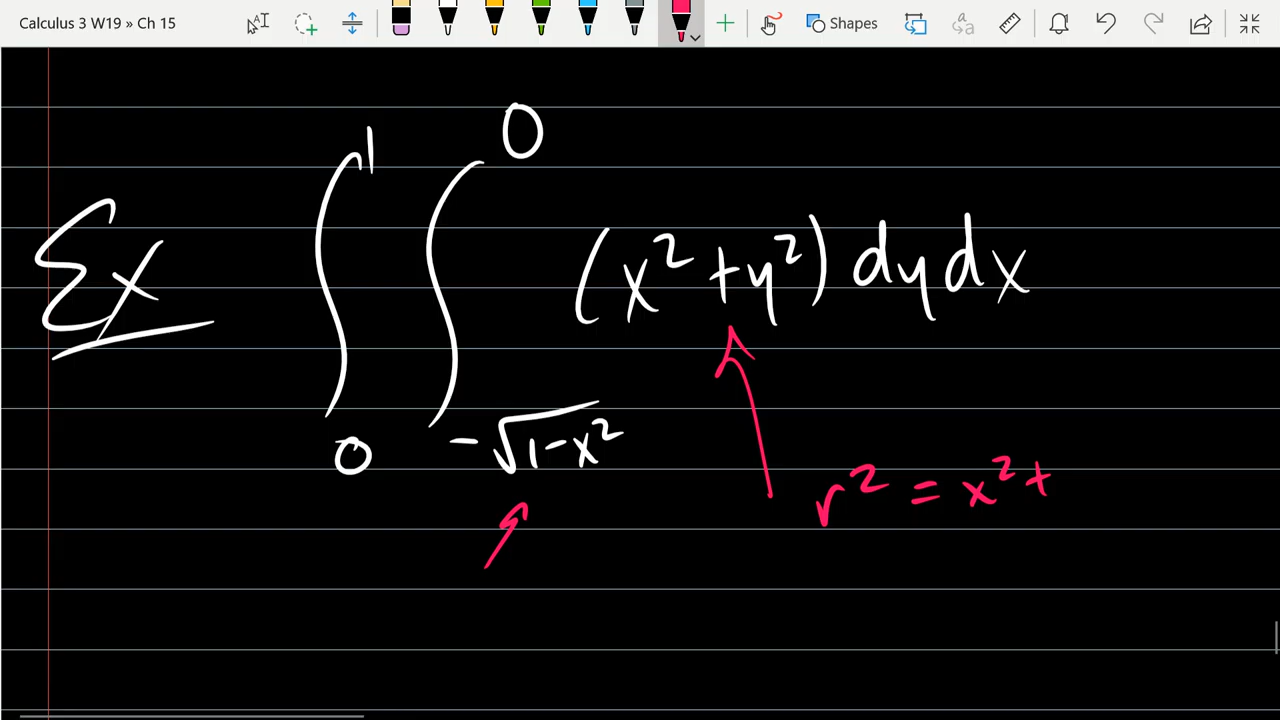 Calculus 3 W19 » Ch 15
Shapes
Ex ∫₀¹ ∫_{-√(1-x²)}^{0} (x² + y²) dy dx
r² = x² +